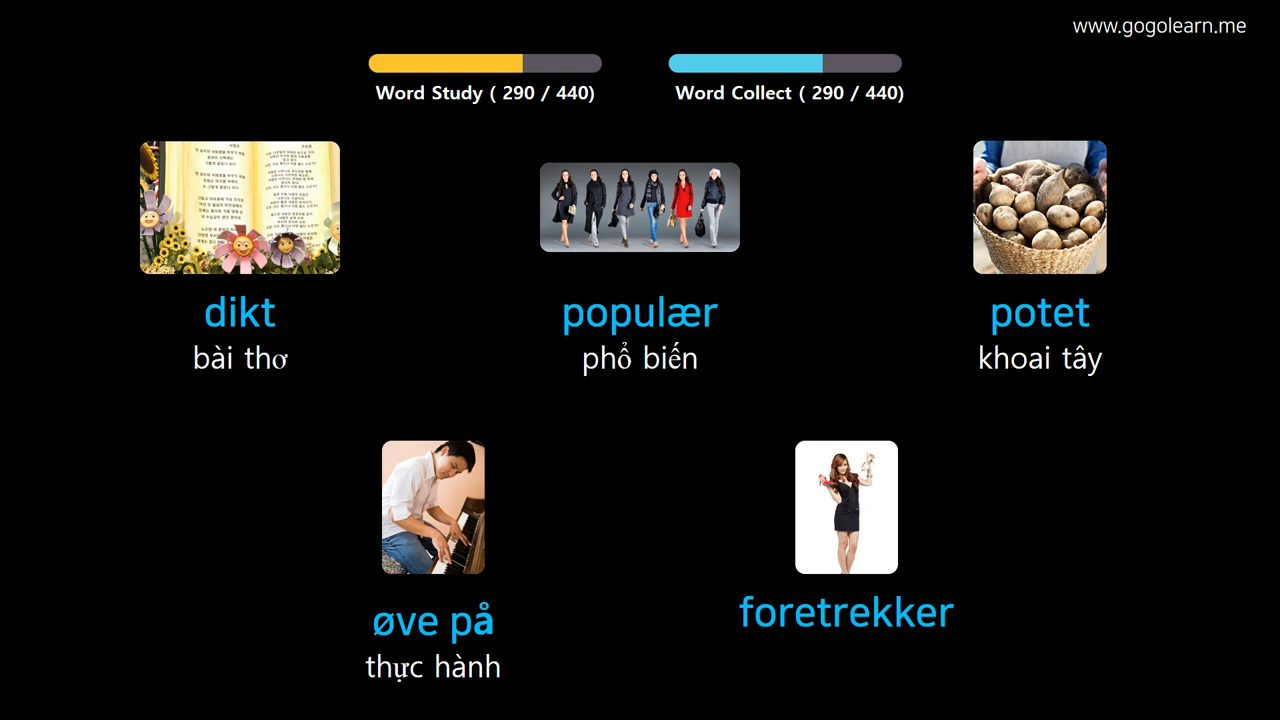 www.gogolearn.me
Word Study ( 290 / 440)
Word Collect ( 290 / 440)
dikt
bài thơ
populær
phổ biến
potet
khoai tây
øve på
thực hành
foretrekker